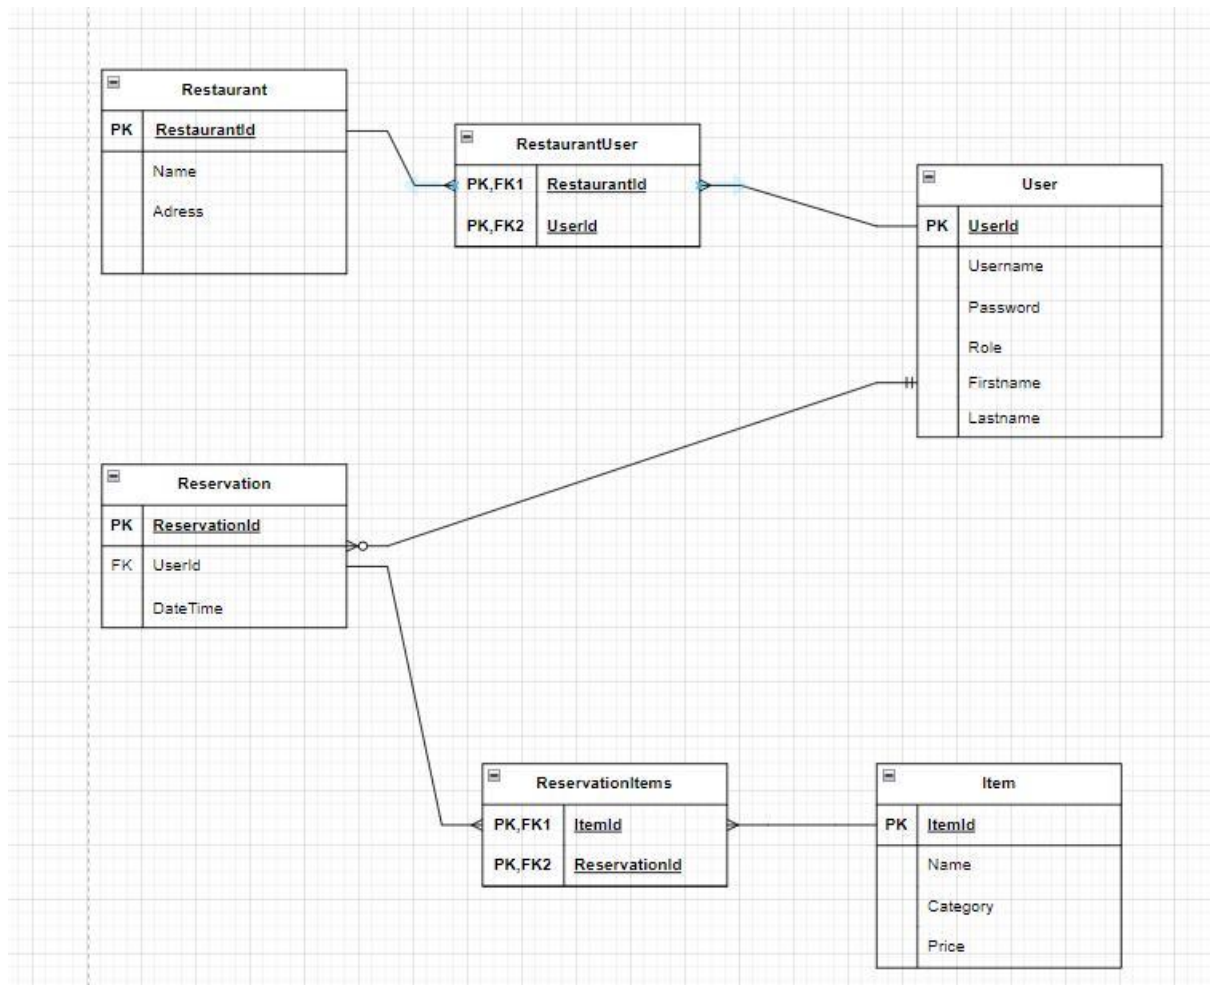 Restaurant
PK RestaurantId
Name
Adress
RestaurantUser
PK,FK1 RestaurantId
PK,FK2 UserId
User
PK UserId
Username
Password
Role
Firstname
Lastname
Reservation
PK ReservationId
FK UserId
DateTime
ReservationItems
PK,FK1 ItemId
PK,FK2 ReservationId
Item
PK ItemId
Name
Category
Price